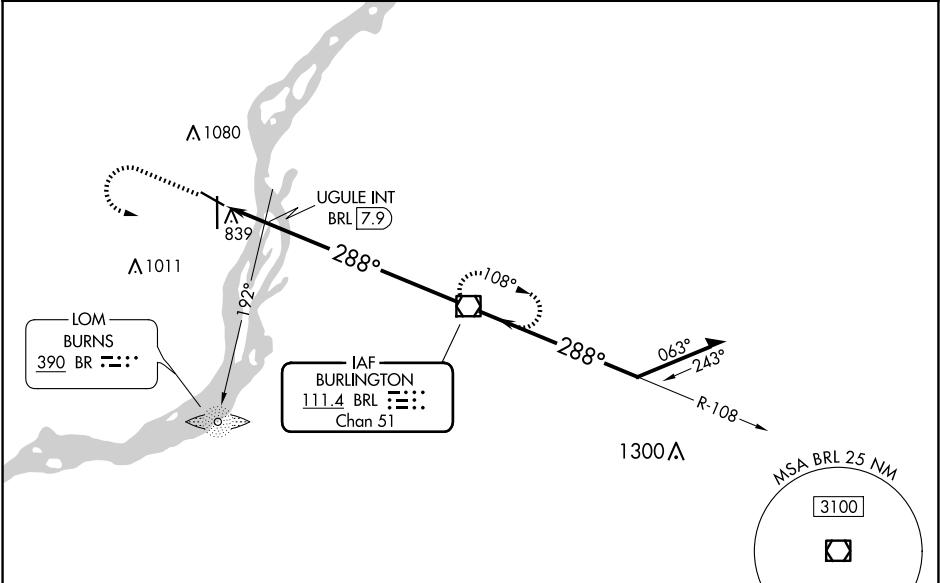 1080
UGULE INT
BRL 7.9
839
288°
1011
108°
192°
LOM
BURNS
390 BR
288°
063°
243°
IAF
BURLINGTON
111.4 BRL
Chan 51
R-108
1300
MSA BRL 25 NM
3100